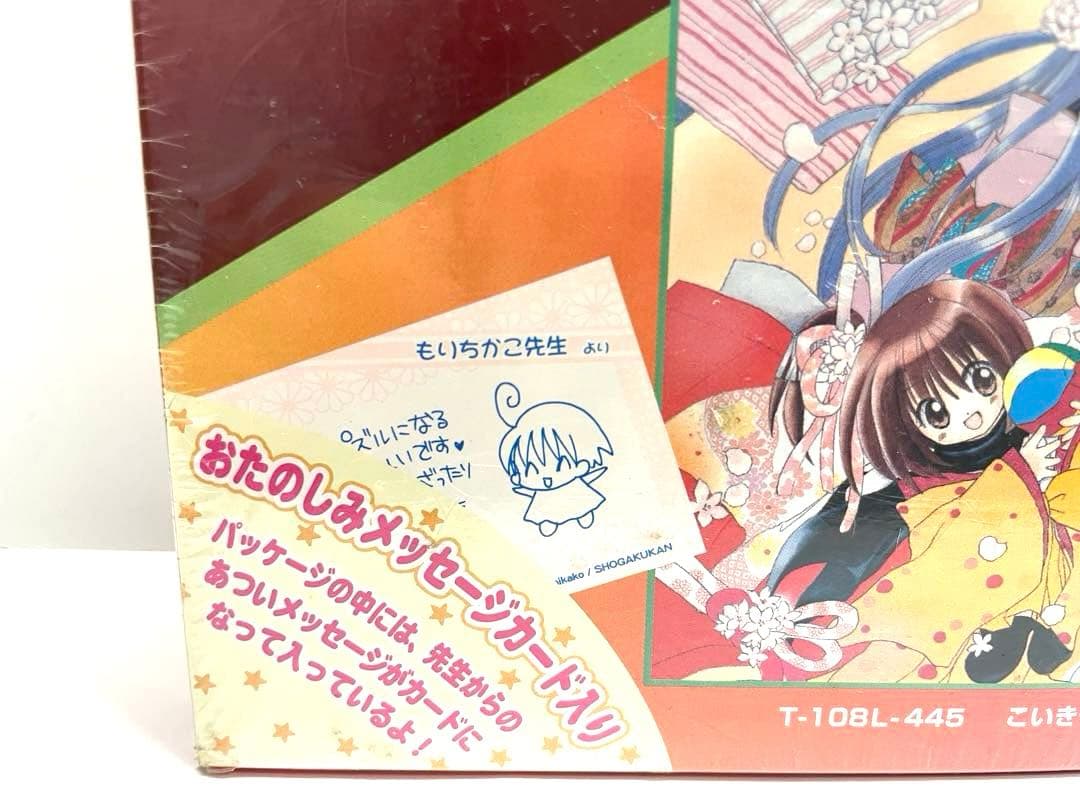 もりちかこ先生 より
ズルになる
いいです♥
ざったり
ikako / SHOGAKUKAN
おたのしみメッセージカード入り
パッケージの中には、先生からの
あついメッセージがカードに
なって入っているよ！
T-108L-445 こいき